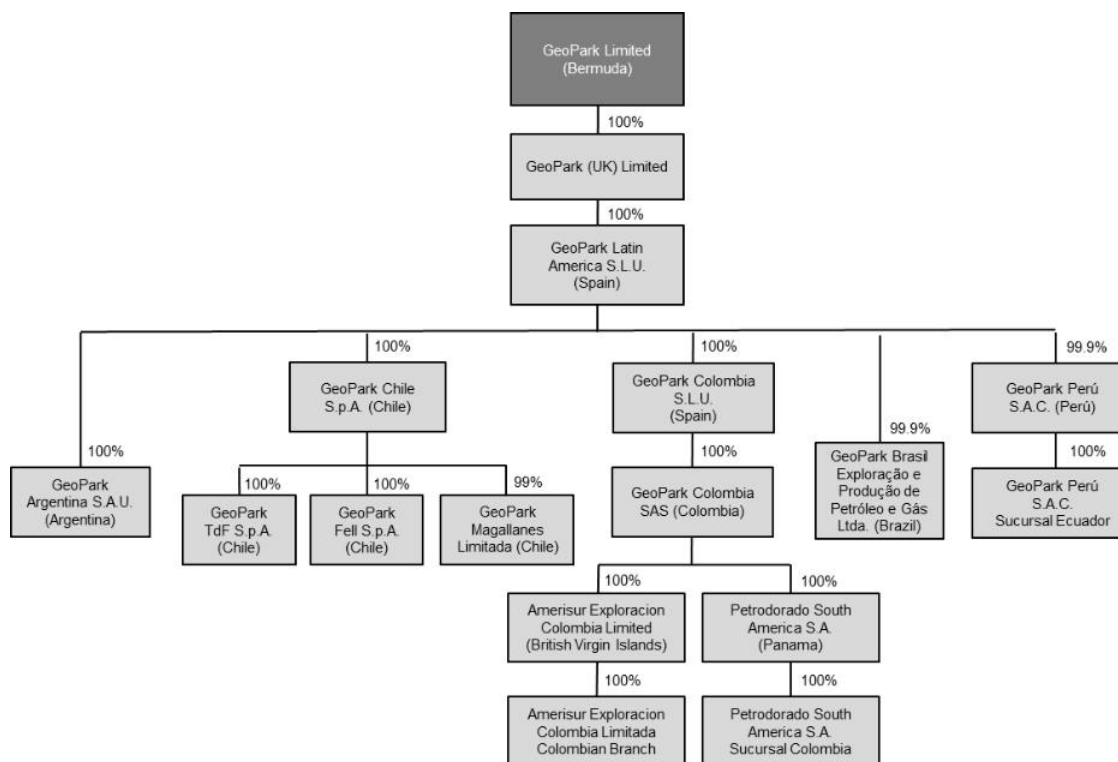 GeoPark Limited
(Bermuda)
100%
GeoPark (UK) Limited
100%
GeoPark Latin
America S.L.U.
(Spain)
100%
GeoPark
Argentina S.A.U.
(Argentina)
100%
GeoPark Chile
S.p.A. (Chile)
100%
GeoPark
TdF S.p.A.
(Chile)
100%
GeoPark
Fell S.p.A.
(Chile)
99%
GeoPark
Magallanes
Limitada (Chile)
100%
GeoPark Colombia
S.L.U.
(Spain)
100%
GeoPark Colombia
SAS (Colombia)
100%
Amerisur Exploracion
Colombia Limited
(British Virgin Islands)
100%
Amerisur Exploracion
Colombia Limitada
Colombian Branch
100%
Petrodorado South
America S.A.
(Panama)
100%
Petrodorado South
America S.A.
Sucursal Colombia
99.9%
GeoPark Brasil
Exploração e
Produção de
Petróleo e Gás
Ltda. (Brazil)
99.9%
GeoPark Perú
S.A.C. (Perú)
100%
GeoPark Perú
S.A.C.
Sucursal Ecuador